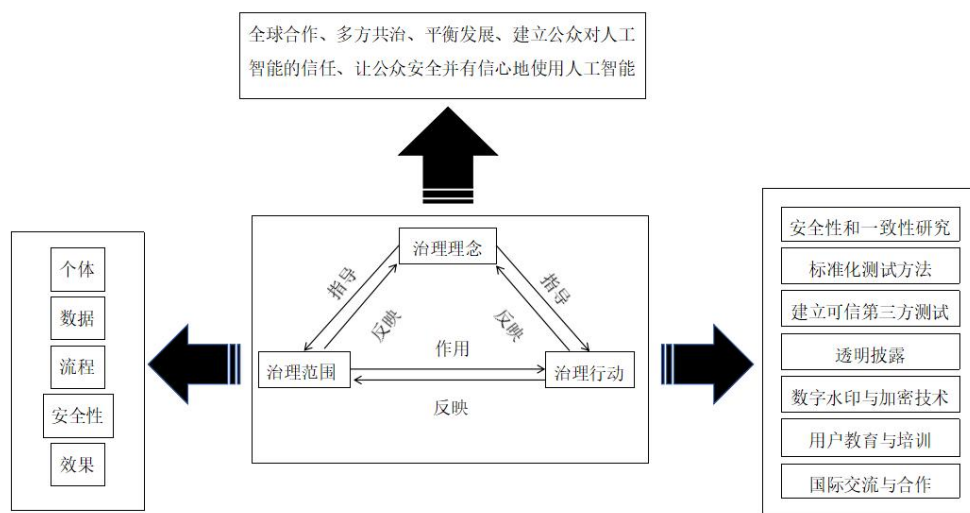 全球合作、多方共治、平衡发展、建立公众对人工
智能的信任、让公众安全并有信心地使用人工智能
个体
数据
流程
安全性
效果
治理理念
指导
反映
指导
反映
治理范围
作用
反映
治理行动
安全性和一致性研究
标准化测试方法
建立可信第三方测试
透明披露
数字水印与加密技术
用户教育与培训
国际交流与合作